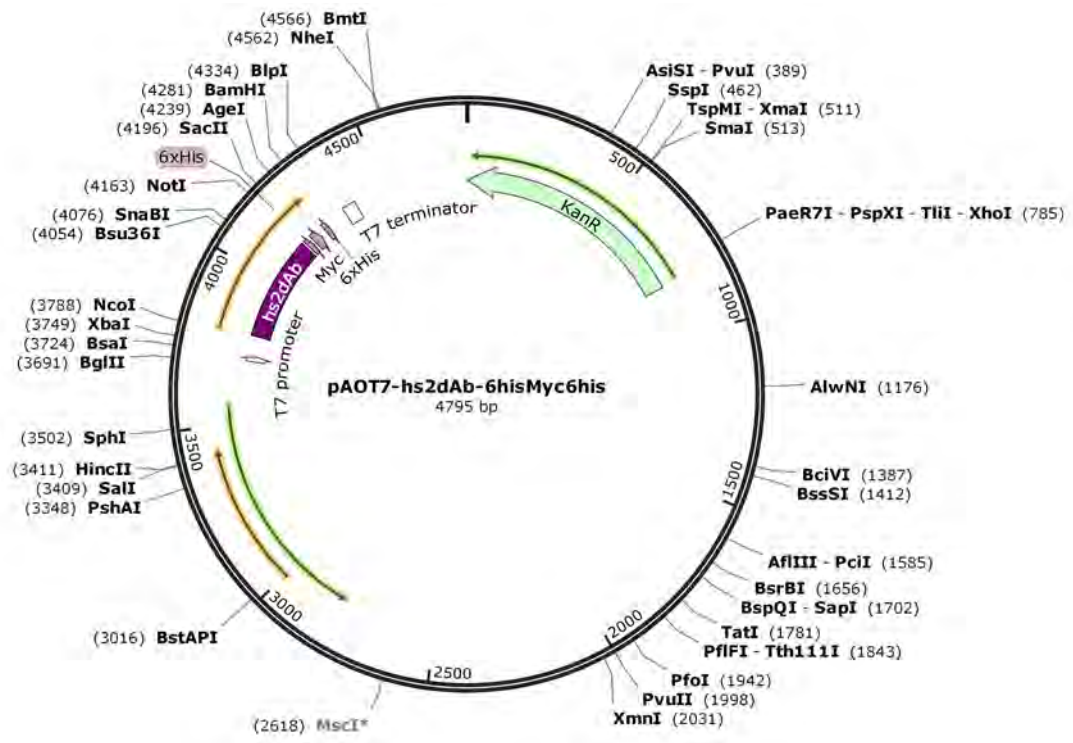 (4566) BmtI
(4562) NheI
(4334) BlpI
(4281) BamHI
(4239) AgeI
(4196) SacII
6xHis
(4163) NotI
(4076) SnaBI
(4054) Bsu36I
(3788) NcoI
(3749) XbaI
(3724) BsaI
(3691) BglII
(3502) SphI
(3411) HincII
(3409) SalI
(3348) PshAI
(3016) BstAPI
(2618) MscI*
AsiSI - PvuI (389)
SspI (462)
TspMI - XmaI (511)
SmaI (513)
PaeR7I - PspXI - TliI - XhoI (785)
AlwNI (1176)
BciVI (1387)
BssSI (1412)
AflIII - PciI (1585)
BsrBI (1656)
BspQI - SapI (1702)
TatI (1781)
PflFI - Tth111I (1843)
PfoI (1942)
PvuII (1998)
XmnI (2031)
500
1000
1500
2000
2500
3000
3500
4000
4500
KanR
T7 terminator
6xHis
Myc
hs2dAb
T7 promoter
pAOT7-hs2dAb-6hisMyc6his
4795 bp